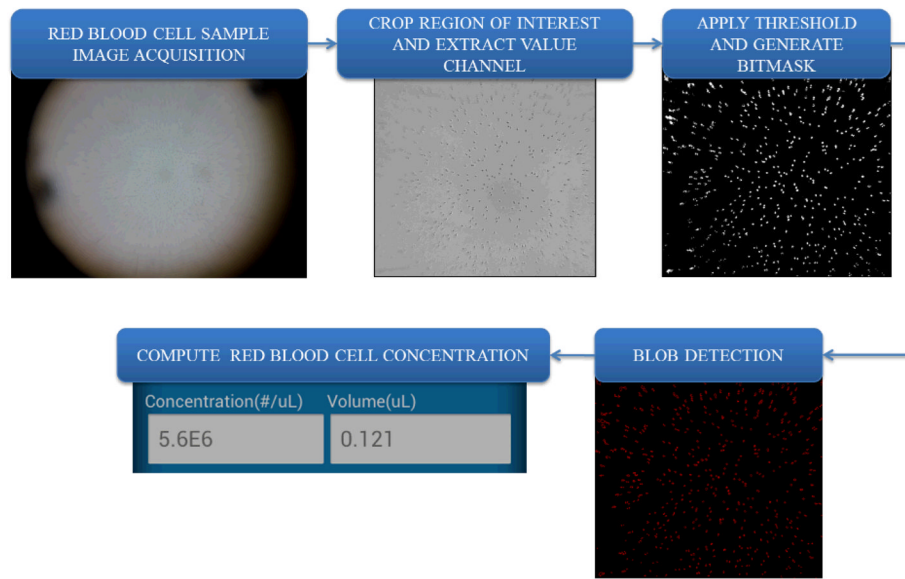 RED BLOOD CELL SAMPLE
IMAGE ACQUISITION
CROP REGION OF INTEREST
AND EXTRACT VALUE
CHANNEL
APPLY THRESHOLD
AND GENERATE
BITMASK
COMPUTE RED BLOOD CELL CONCENTRATION
BLOB DETECTION
Concentration(#/uL) Volume(uL)
5.6E6 0.121